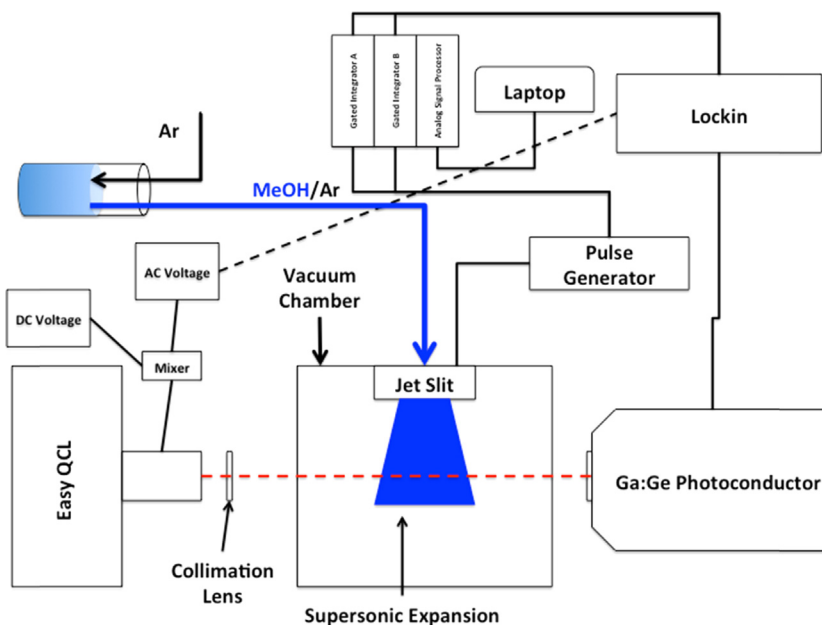 Gated Integrator A
Gated Integrator B
Analog Signal Processor
Laptop
Lockin
Ar
MeOH/Ar
Pulse
Generator
AC Voltage
Vacuum
Chamber
DC Voltage
Mixer
Jet Slit
Easy QCL
Ga:Ge Photoconductor
Collimation
Lens
Supersonic Expansion